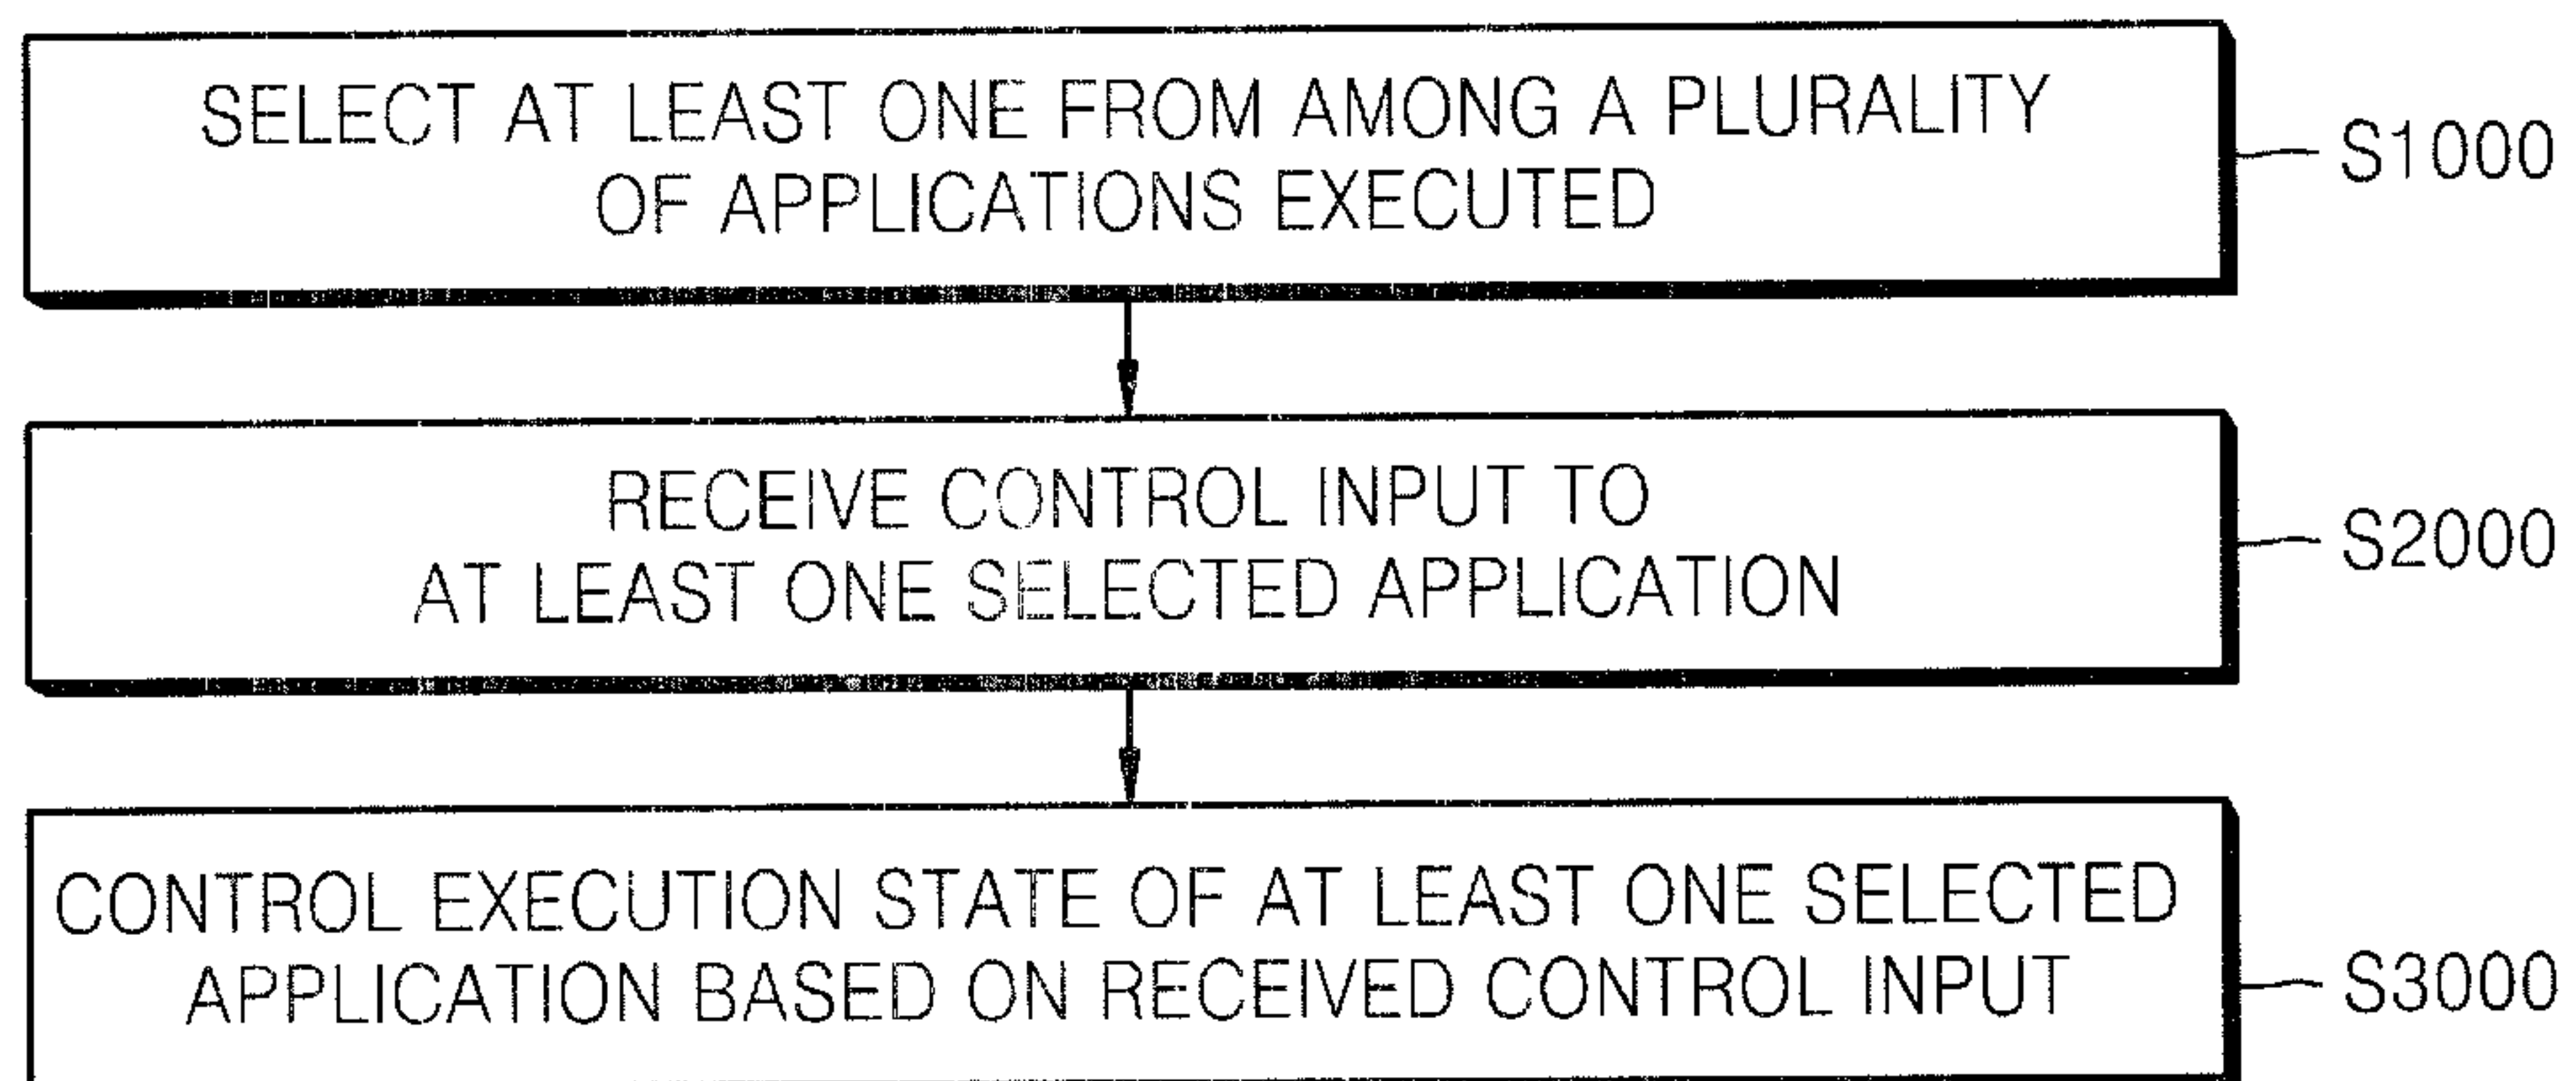 SELECT AT LEAST ONE FROM AMONG A PLURALITY
OF APPLICATIONS EXECUTED
S1000
RECEIVE CONTROL INPUT TO
AT LEAST ONE SELECTED APPLICATION
S2000
CONTROL EXECUTION STATE OF AT LEAST ONE SELECTED
APPLICATION BASED ON RECEIVED CONTROL INPUT
S3000